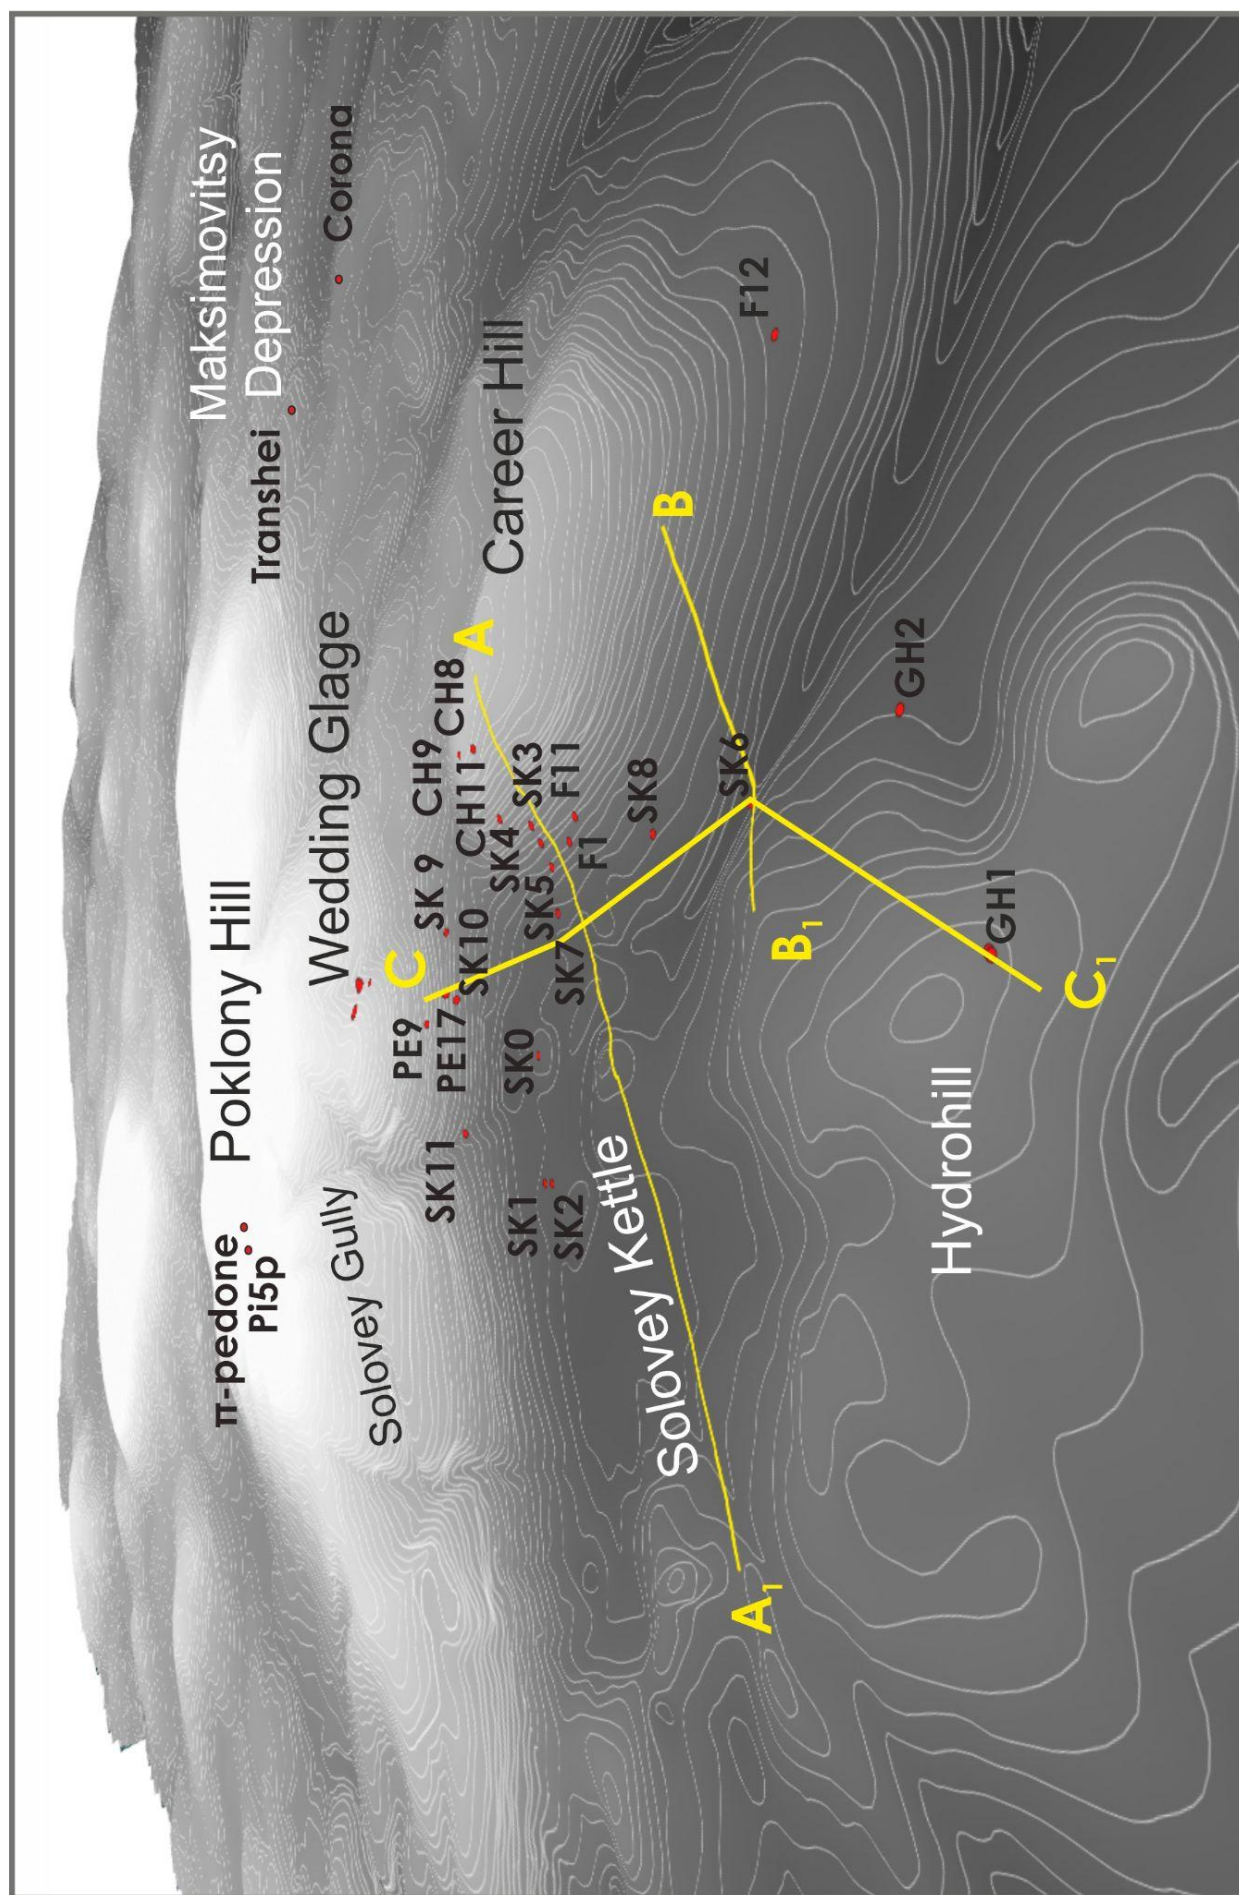 Maksimovitsy
Depression
Corona
Transhei
Poklony Hill
π-pedone
Pi5p
Wedding Glage
Solovey Gully
Career Hill
A
C
CH8
CH9
CH11
SK 9
SK10
PE9
PE17
SK11
SK3
SK4
SK5
F11
F1
SK7
SK0
SK1
SK2
SK8
SK6
B
F12
Solovey Kettle
A1
B1
GH2
GH1
Hydrohill
C1